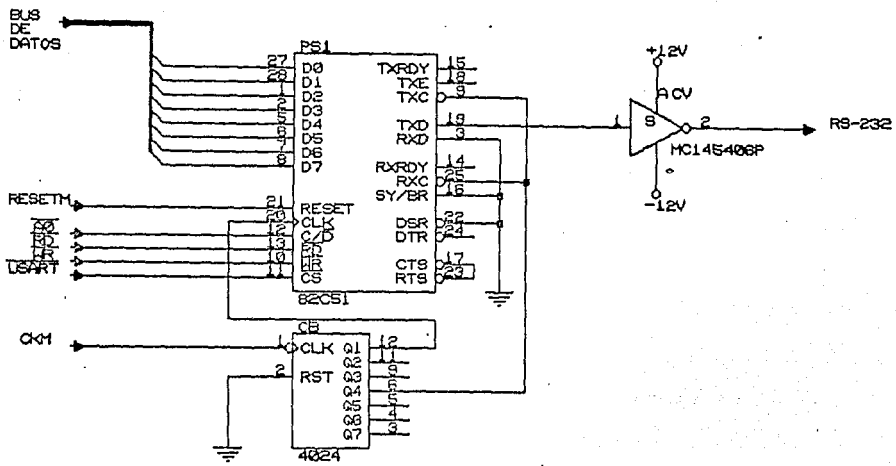 BUS
DE
DATOS
PS1
27 D0 TXRDY 15
28 D1 TXE 18
1 D2 TXC 9
2 D3
5 D4 TXD 19
6 D5 RXD 3
7 D6
8 D7 RXRDY 14
RXC 25
SY/BR 16
RESETM 21 RESET
20 CLK DSR 22
12 C/D DTR 24
RD 13 RD
WR 10 WR CTS 17
USART 11 CS RTS 23
82C51
+12V
ACV
1 S 2 RS-232
MC145406P
-12V
CKM 1 CLK Q1 12
Q2 11
2 RST Q3 9
Q4 6
Q5 5
Q6 4
Q7 3
4024